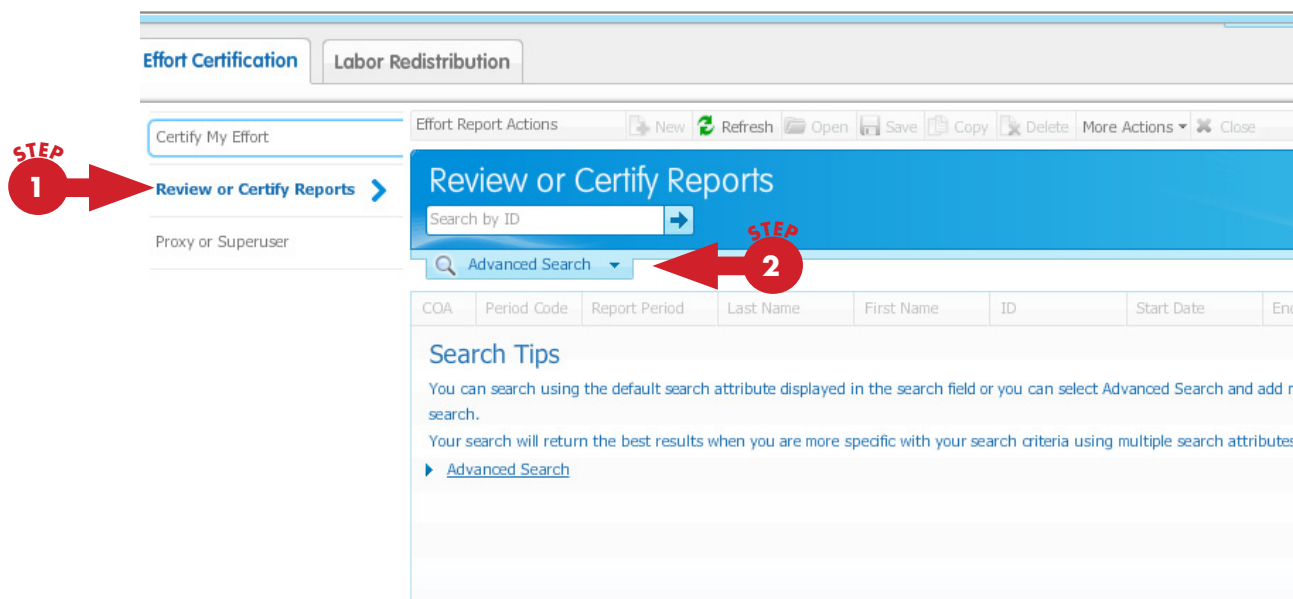 Effort Certification
Labor Redistribution
Certify My Effort
STEP
1
Review or Certify Reports
Proxy or Superuser
Effort Report Actions New Refresh Open Save Copy Delete More Actions Close
Review or Certify Reports
Search by ID
STEP
2
Advanced Search
COA Period Code Report Period Last Name First Name ID Start Date
Search Tips
You can search using the default search attribute displayed in the search field or you can select Advanced Search and add
search.
Your search will return the best results when you are more specific with your search criteria using multiple search attributes
Advanced Search